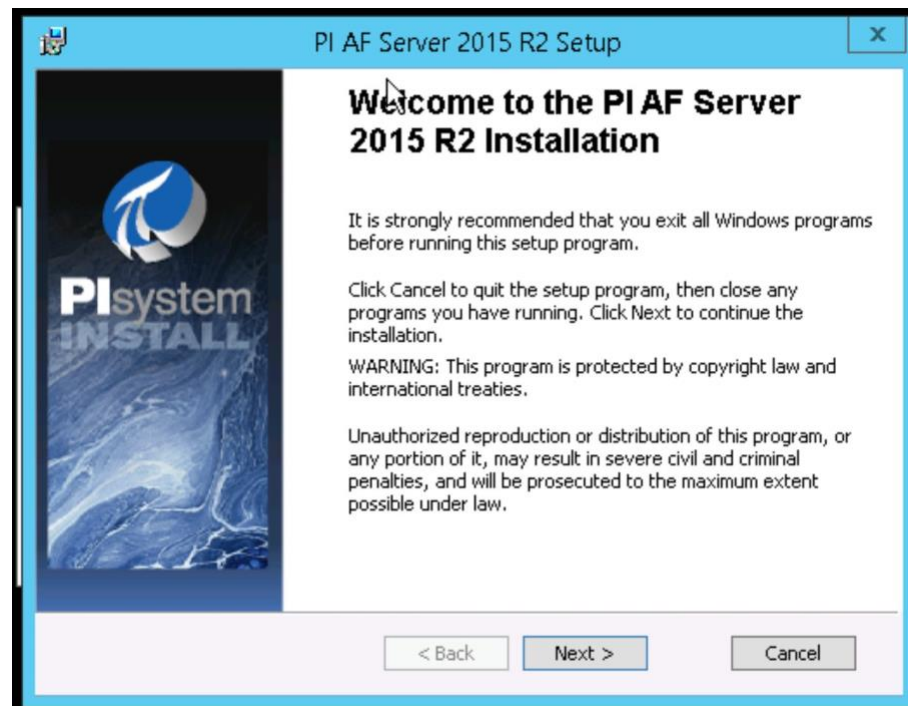 PI AF Server 2015 R2 Setup
x
Welcome to the PI AF Server
2015 R2 Installation
It is strongly recommended that you exit all Windows programs
before running this setup program.
Click Cancel to quit the setup program, then close any
programs you have running. Click Next to continue the
installation.
WARNING: This program is protected by copyright law and
international treaties.
Unauthorized reproduction or distribution of this program, or
any portion of it, may result in severe civil and criminal
penalties, and will be prosecuted to the maximum extent
possible under law.
PIsystem
INSTALL
< Back
Next >
Cancel